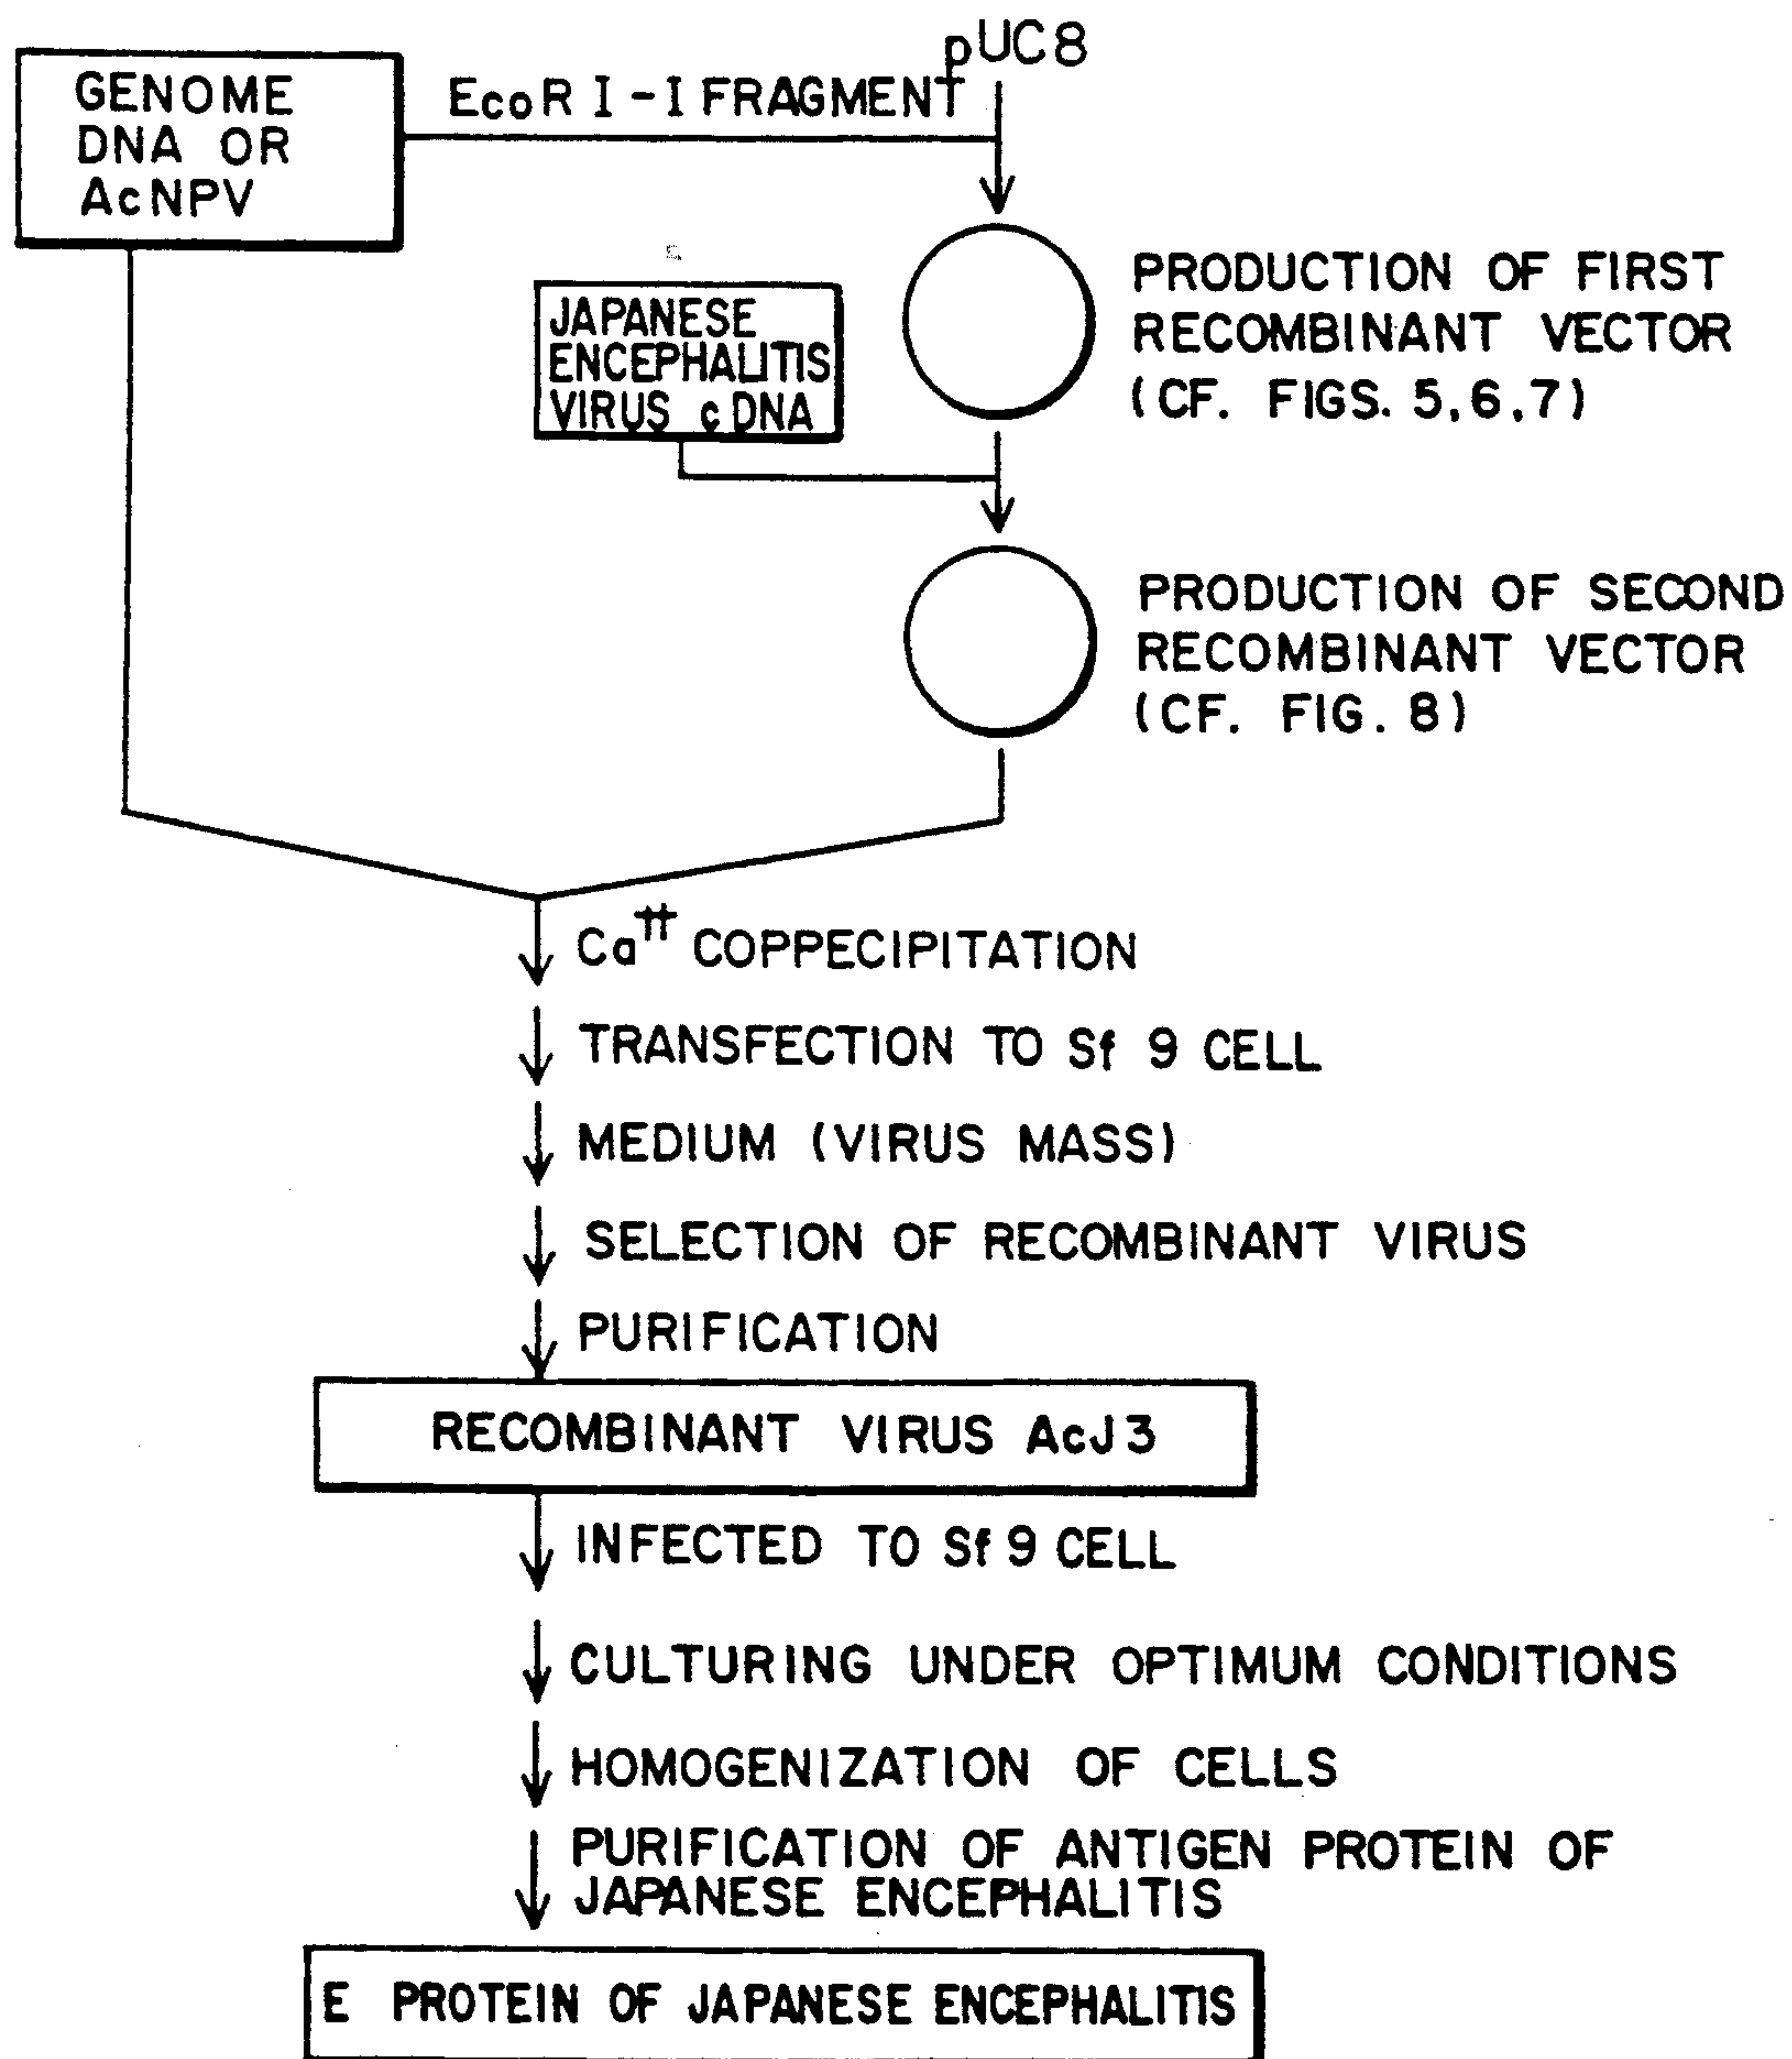 pUC8
GENOME
DNA OR
AcNPV
EcoR I - I FRAGMENT
PRODUCTION OF FIRST
RECOMBINANT VECTOR
(CF. FIGS. 5,6,7)
JAPANESE
ENCEPHALITIS
VIRUS cDNA
PRODUCTION OF SECOND
RECOMBINANT VECTOR
(CF. FIG. 8)
Ca⁺⁺ COPPECIPITATION
TRANSFECTION TO Sf 9 CELL
MEDIUM (VIRUS MASS)
SELECTION OF RECOMBINANT VIRUS
PURIFICATION
RECOMBINANT VIRUS AcJ3
INFECTED TO Sf 9 CELL
CULTURING UNDER OPTIMUM CONDITIONS
HOMOGENIZATION OF CELLS
PURIFICATION OF ANTIGEN PROTEIN OF
JAPANESE ENCEPHALITIS
E PROTEIN OF JAPANESE ENCEPHALITIS